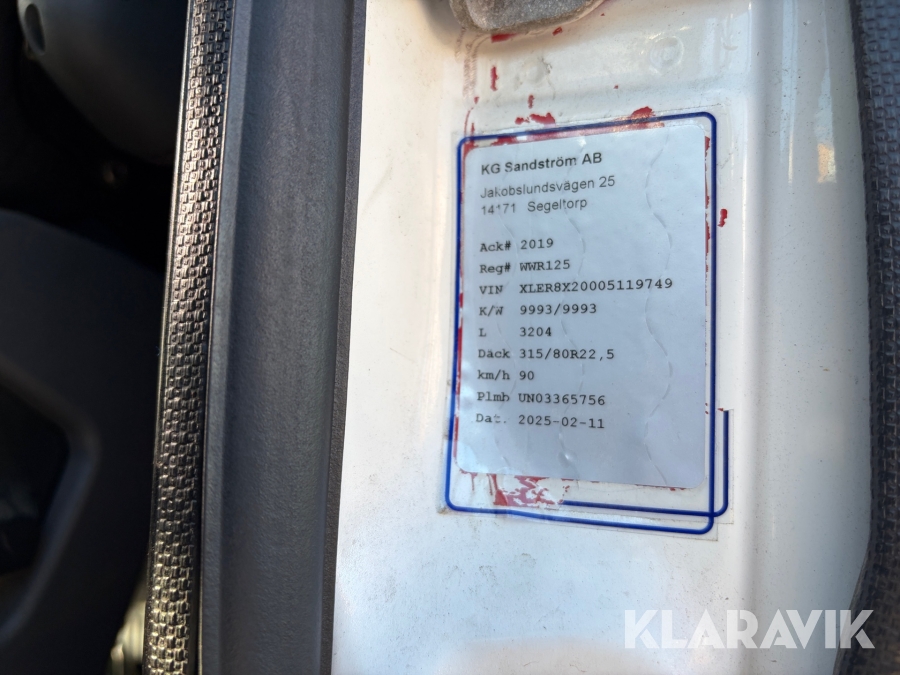 KG Sandström AB
Jakobslundsvägen 25
14171 Segeltorp
Ack# 2019
Reg# WWR125
VIN XLER8X20005119749
K/W 9993/9993
L 3204
Däck 315/80R22,5
km/h 90
Plmb UN03365756
Dat. 2025-02-11
KLARAVIK